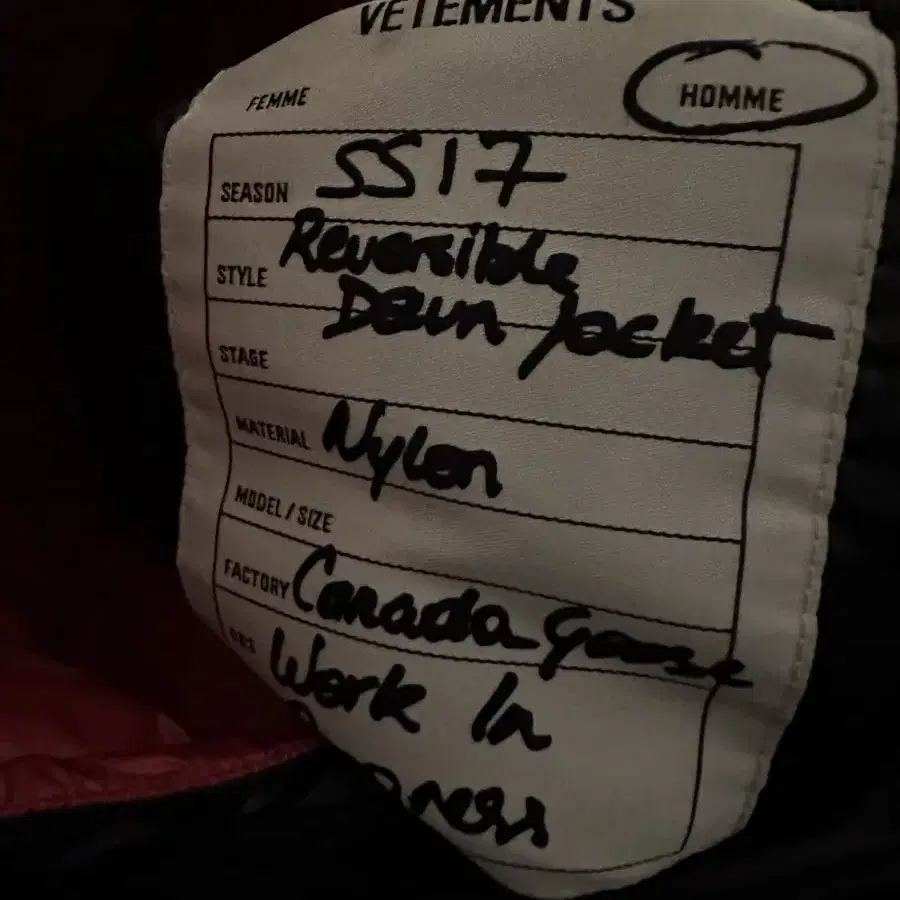 VETEMENTS
FEMME HOMME
SEASON SS17
STYLE Reversible
Down Jacket
STAGE
MATERIAL Nylon
MODEL / SIZE
FACTORY Canada Goose
OBS Work In